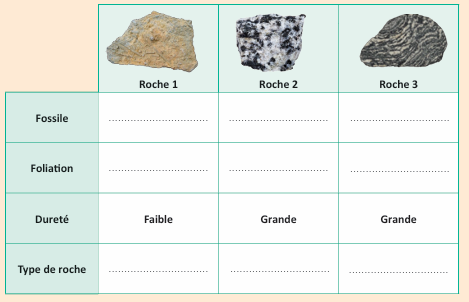 Roche 1 Roche 2 Roche 3
Fossile ........................................ ........................................ ........................................
Foliation ........................................ ........................................ ........................................
Dureté Faible Grande Grande
Type de roche ........................................ ........................................ ........................................